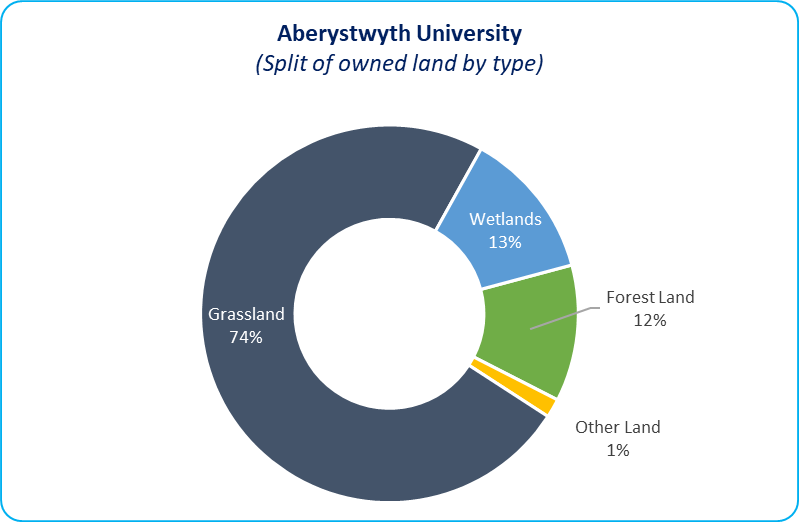 Aberystwyth University
(Split of owned land by type)
Wetlands
13%
Forest Land
12%
Grassland
74%
Other Land
1%